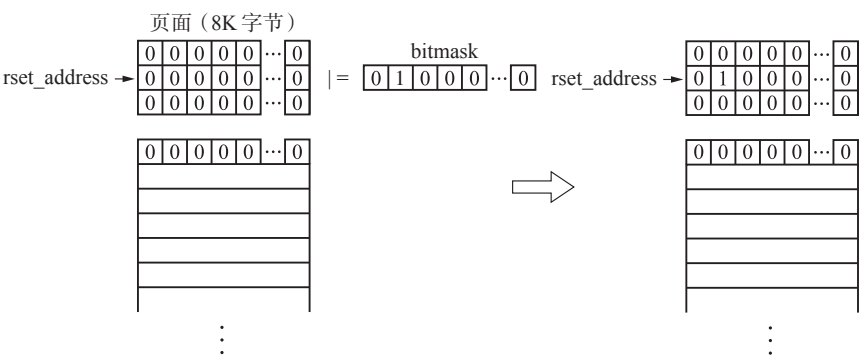 页面（8K 字节）
0 0 0 0 0 ⋯ 0
rset_address 0 0 0 0 0 ⋯ 0
0 0 0 0 0 ⋯ 0
0 0 0 0 0 ⋯ 0
⋮
bitmask
|= 0 1 0 0 0 ⋯ 0
0 0 0 0 0 ⋯ 0
rset_address 0 1 0 0 0 ⋯ 0
0 0 0 0 0 ⋯ 0
0 0 0 0 0 ⋯ 0
⋮